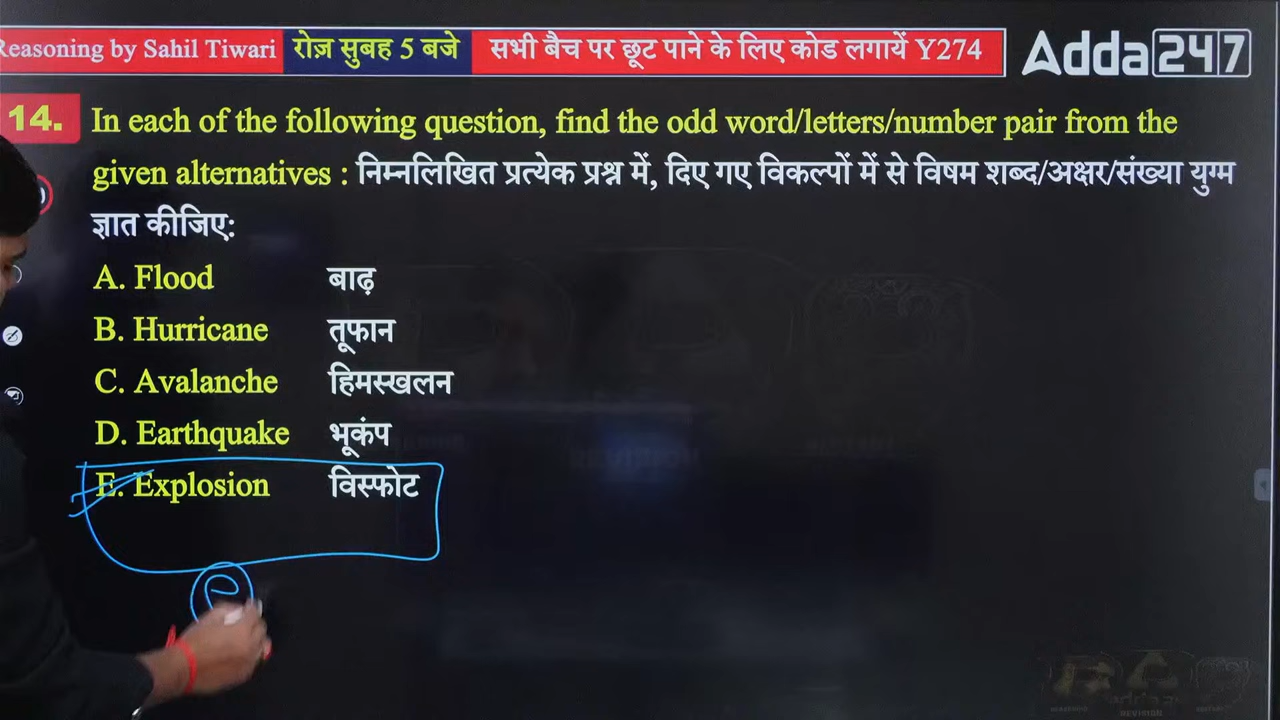 Reasoning by Sahil Tiwari रोज़ सुबह 5 बजे सभी बैच पर छूट पाने के लिए कोड लगायें Y274 Adda247
14. In each of the following question, find the odd word/letters/number pair from the
given alternatives : निम्नलिखित प्रत्येक प्रश्न में, दिए गए विकल्पों में से विषम शब्द/अक्षर/संख्या युग्म
ज्ञात कीजिए:
A. Flood बाढ़
B. Hurricane तूफान
C. Avalanche हिमस्खलन
D. Earthquake भूकंप
E. Explosion विस्फोट
e